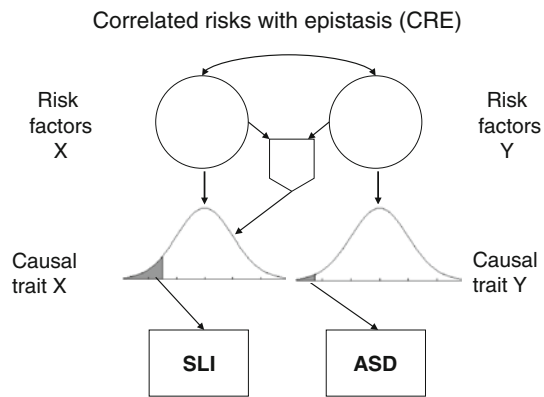 Correlated risks with epistasis (CRE)
Risk
factors
X
Risk
factors
Y
Causal
trait X
Causal
trait Y
SLI
ASD